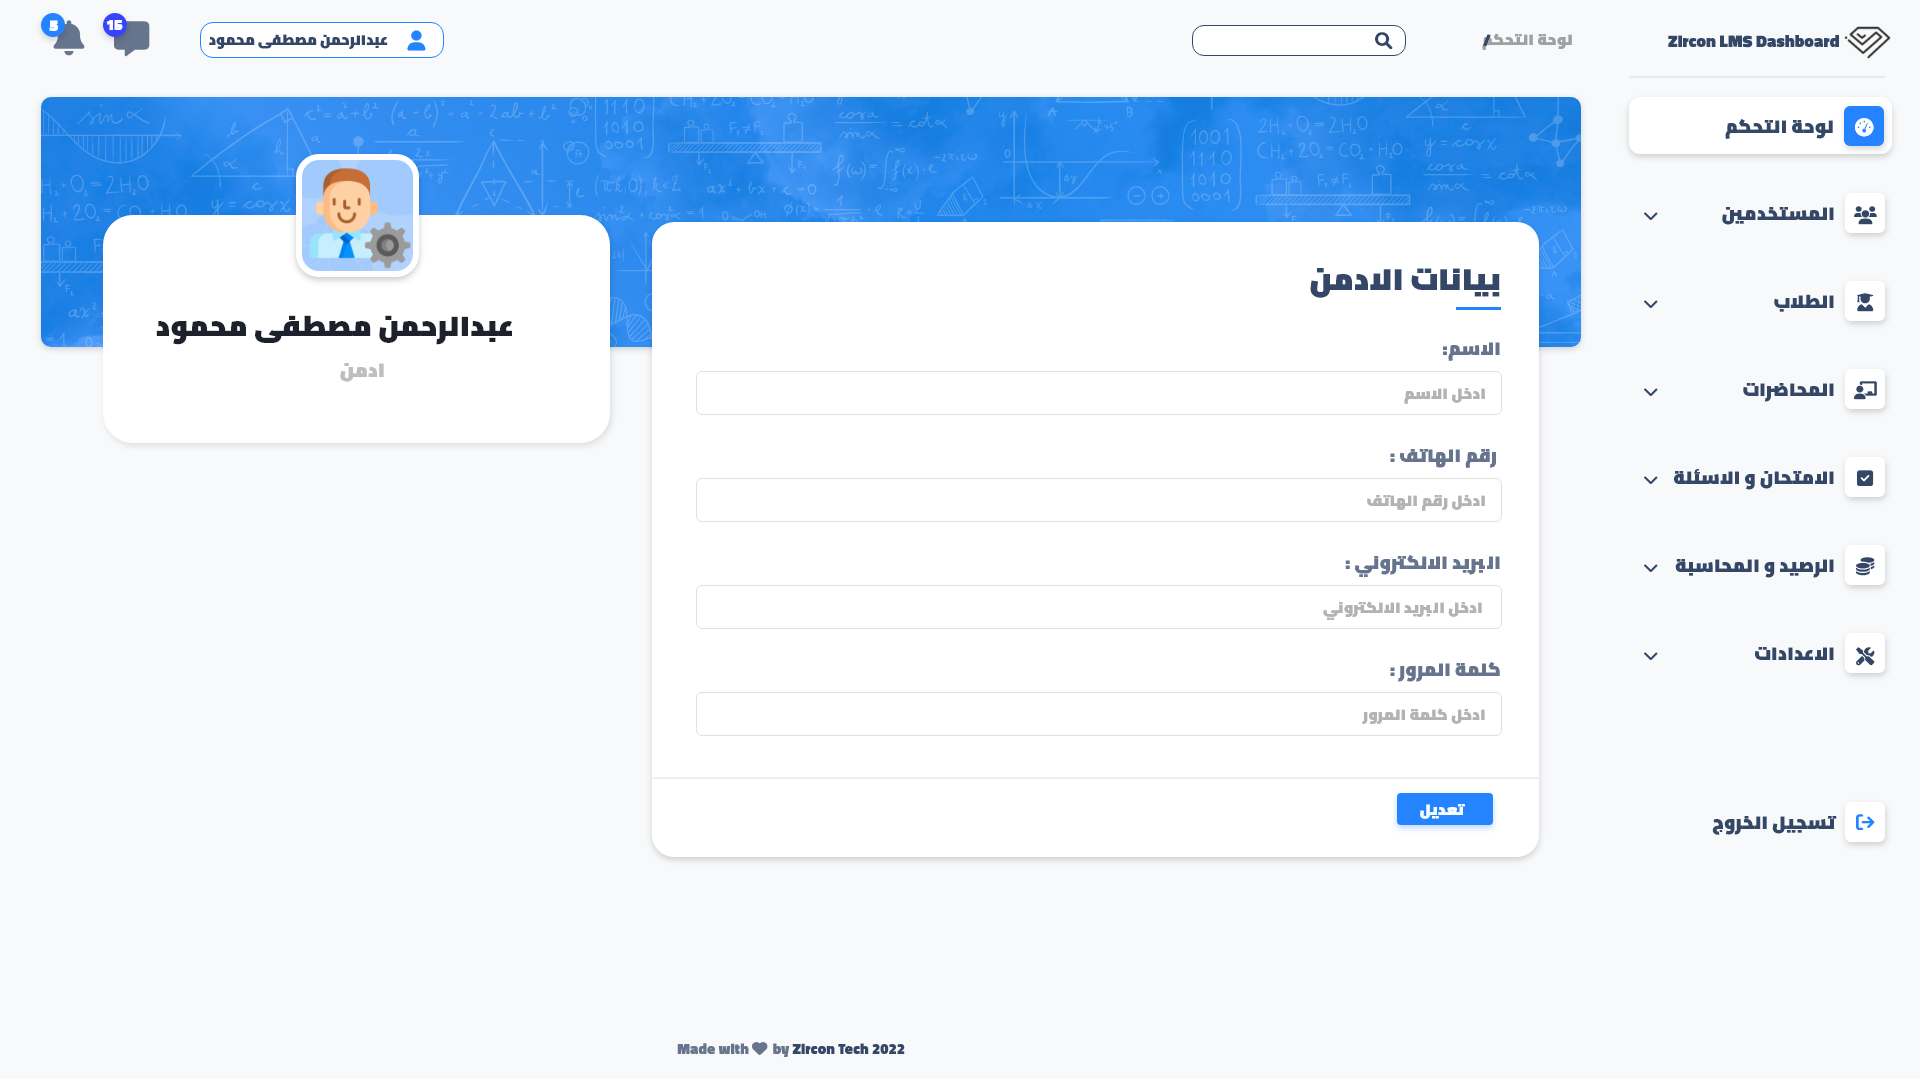 Zircon LMS Dashboard
لوحة التحكم /
عبدالرحمن مصطفى محمود
15
5
لوحة التحكم
المستخدمين
الطلاب
المحاضرات
الامتحان و الاسئلة
الرصيد و المحاسبة
الاعدادات
تسجيل الخروج
بيانات الادمن
الاسم:
ادخل الاسم
رقم الهاتف :
ادخل رقم الهاتف
البريد الالكتروني :
ادخل البريد الالكتروني
كلمة المرور :
ادخل كلمة المرور
تعديل
عبدالرحمن مصطفى محمود
ادمن
Made with by Zircon Tech 2022